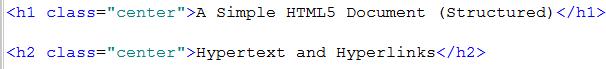 <h1 class="center">A Simple HTML5 Document (Structured)</h1>
<h2 class="center">Hypertext and Hyperlinks</h2>